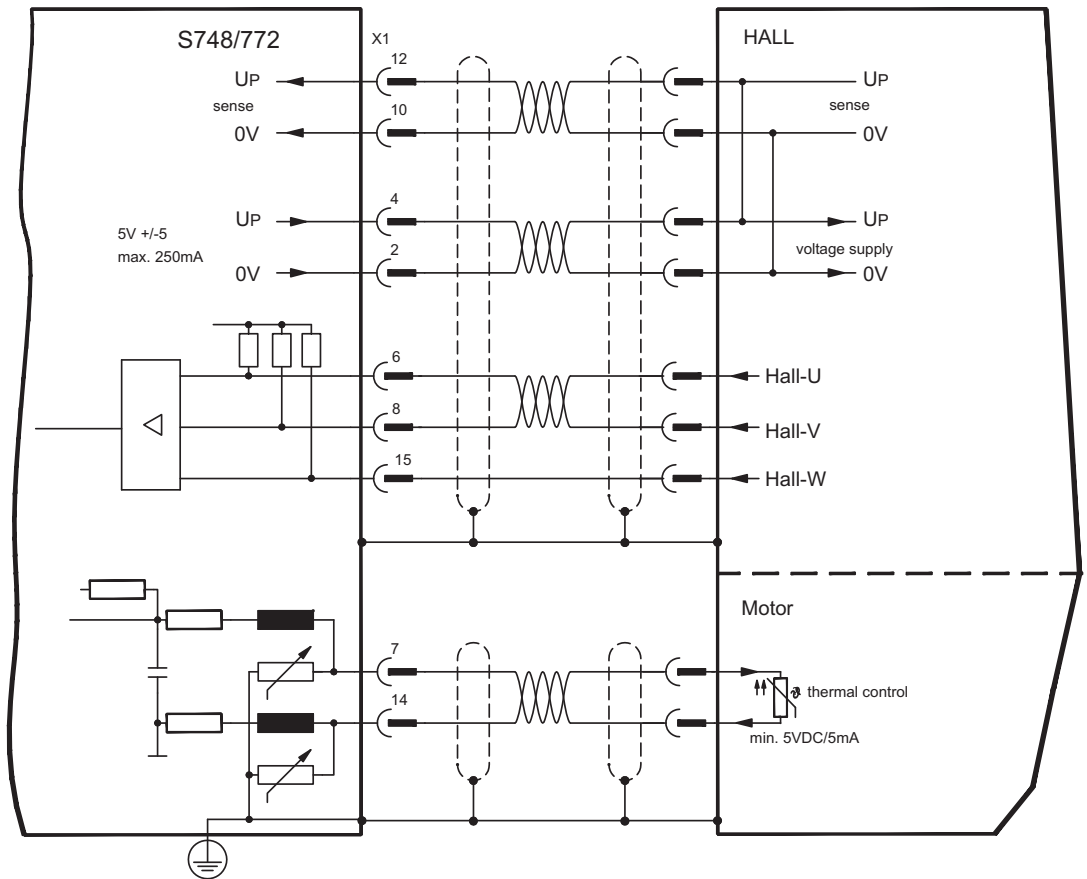 S748/772
X1
HALL
12
UP
UP
sense
sense
10
0V
0V
4
UP
UP
5V +/-5
max. 250mA
voltage supply
2
0V
0V
6
Hall-U
8
Hall-V
15
Hall-W
Motor
7
ϑ thermal control
14
min. 5VDC/5mA